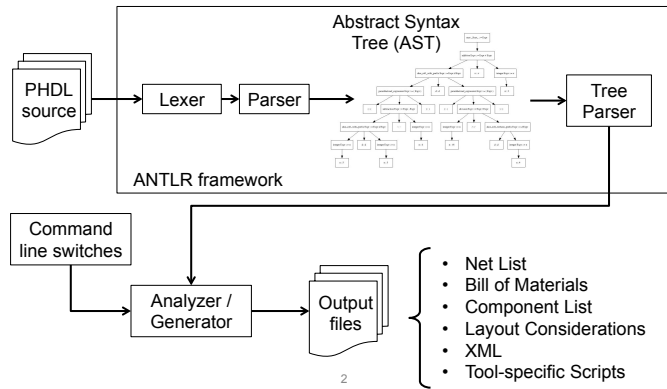 Abstract Syntax
Tree (AST)
PHDL
source
Lexer
Parser
Tree
Parser
ANTLR framework
Command
line switches
Analyzer /
Generator
Output
files
• Net List
• Bill of Materials
• Component List
• Layout Considerations
• XML
• Tool-specific Scripts
2